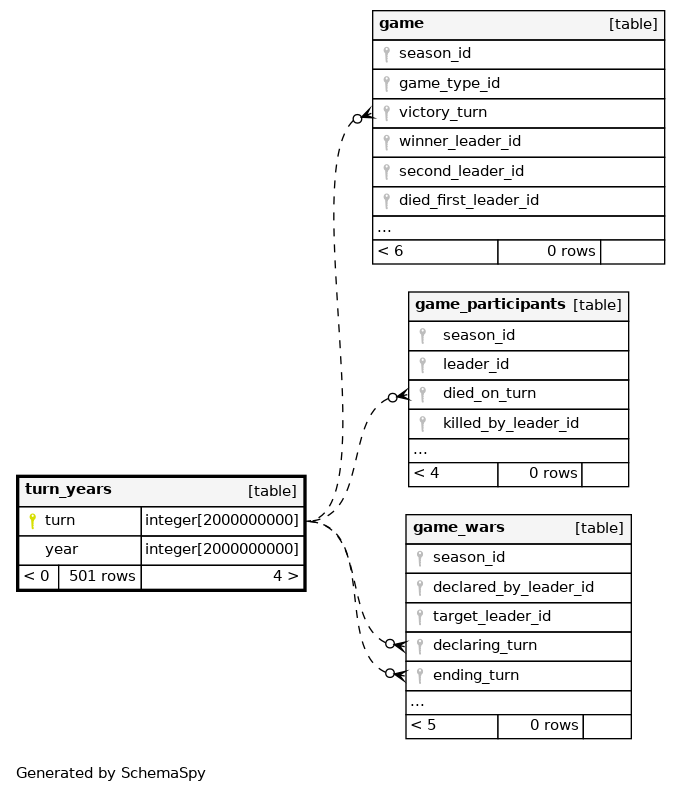 game [table]
season_id
game_type_id
victory_turn
winner_leader_id
second_leader_id
died_first_leader_id
...
< 6 0 rows
game_participants [table]
season_id
leader_id
died_on_turn
killed_by_leader_id
...
< 4 0 rows
turn_years [table]
turn integer[2000000000]
year integer[2000000000]
< 0 501 rows 4 >
game_wars [table]
season_id
declared_by_leader_id
target_leader_id
declaring_turn
ending_turn
...
< 5 0 rows
Generated by SchemaSpy